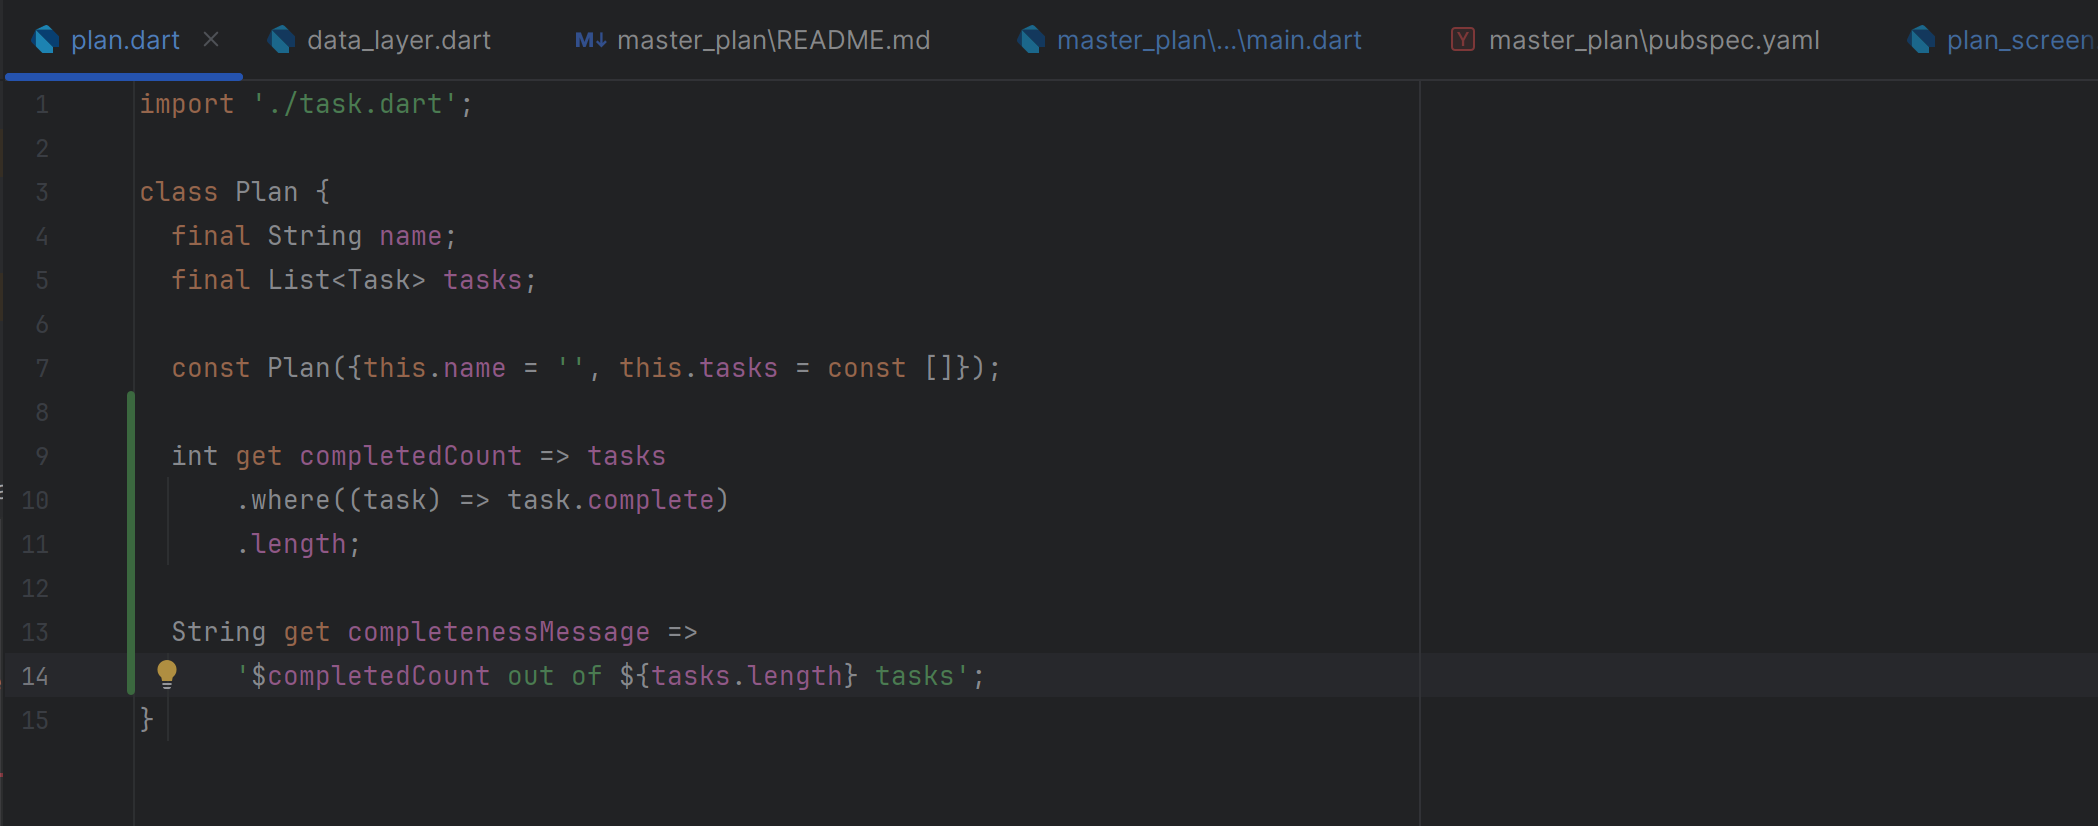 plan.dart × data_layer.dart M↓ master_plan\README.md master_plan\...\main.dart Y master_plan\pubspec.yaml plan_screen
1 import './task.dart';
2
3 class Plan {
4 final String name;
5 final List<Task> tasks;
6
7 const Plan({this.name = '', this.tasks = const []});
8
9 int get completedCount => tasks
10 .where((task) => task.complete)
11 .length;
12
13 String get completenessMessage =>
14 '$completedCount out of ${tasks.length} tasks';
15 }